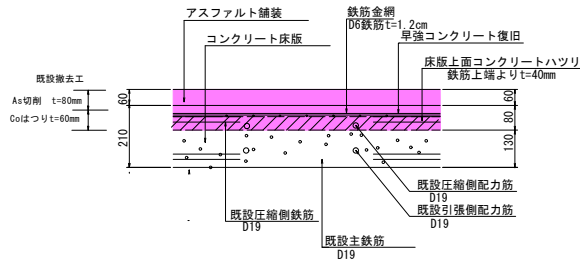 アスファルト舗装
鉄筋金網
D6鉄筋t=1.2cm
コンクリート床版
早強コンクリート復旧
床版上面コンクリートハツリ
鉄筋上端よりt=40mm
既設撤去工
As切削 t=80mm
Coはつりt=60mm
60
210
60
80
130
既設圧縮側配力筋
D19
既設圧縮側鉄筋
D19
既設引張側配力筋
D19
既設主鉄筋
D19